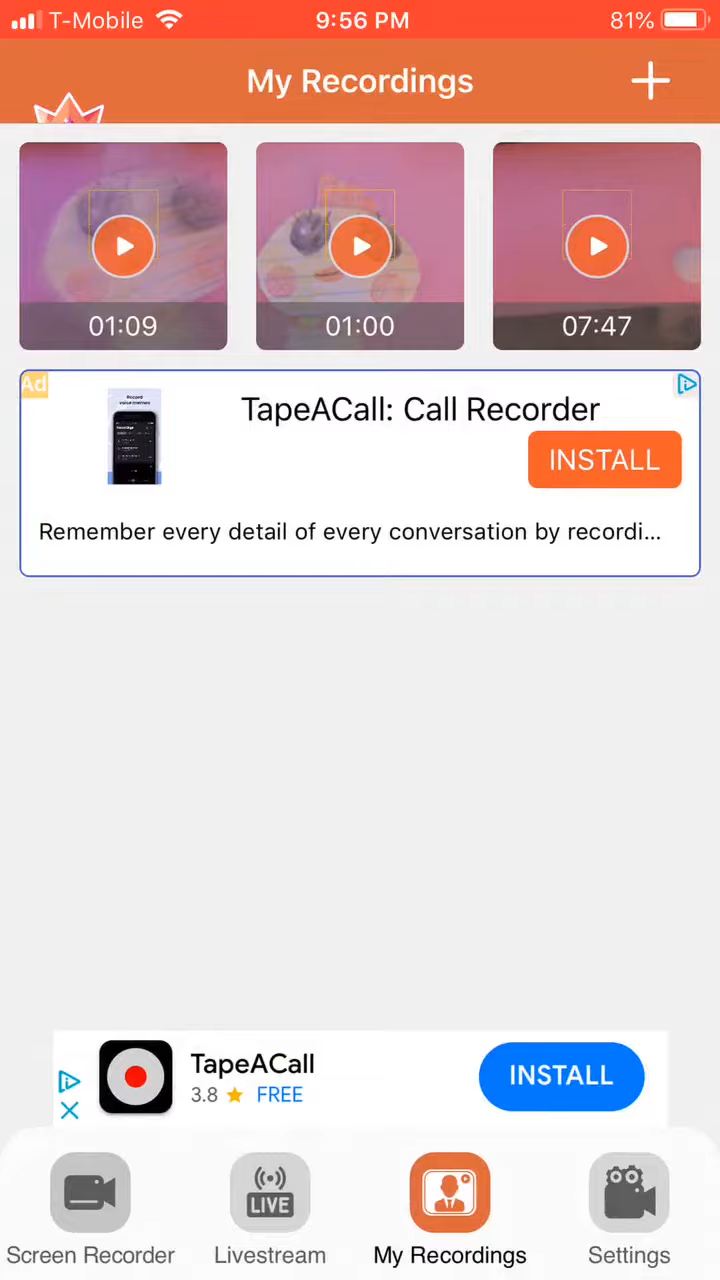 T-Mobile 9:56 PM 81%
My Recordings
01:09 01:00 07:47
Ad
TapeACall: Call Recorder
INSTALL
Remember every detail of every conversation by recordi...
TapeACall
3.8 FREE
INSTALL
LIVE
Screen Recorder Livestream My Recordings Settings